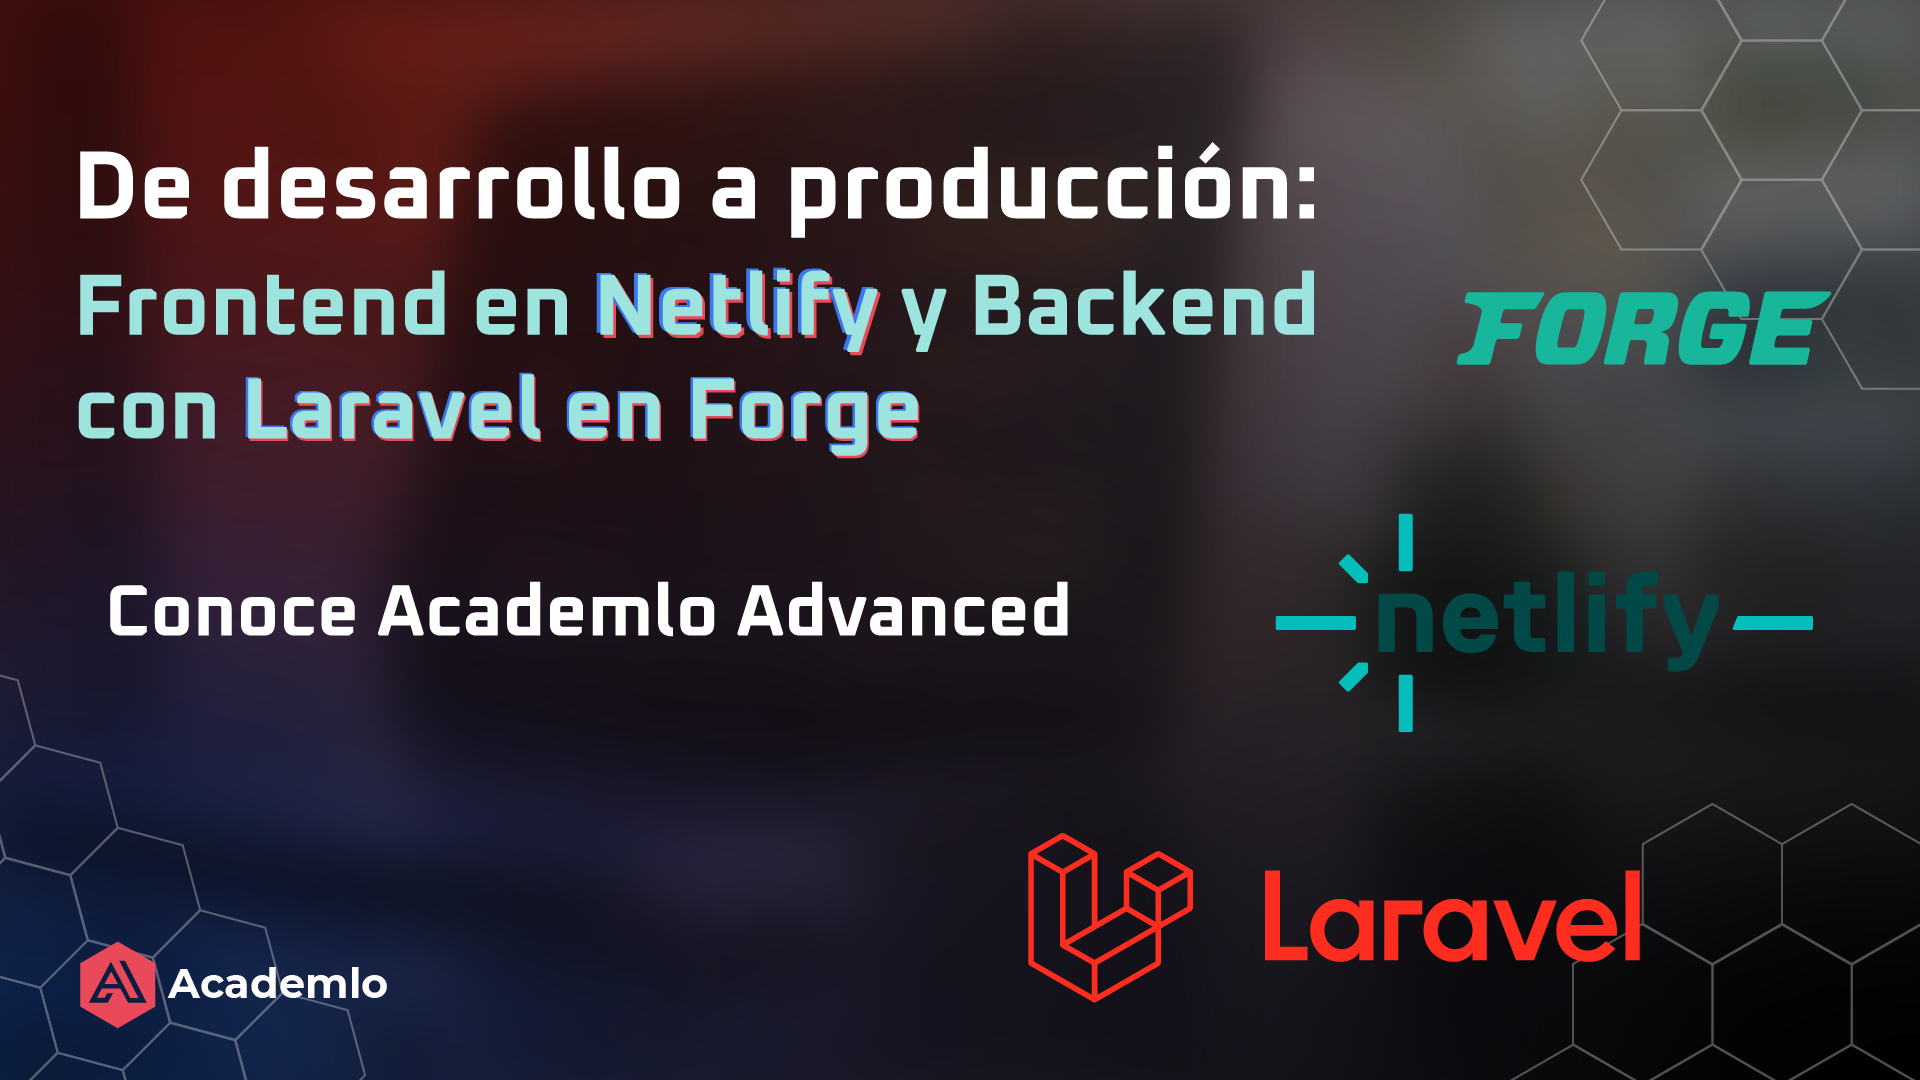 De desarrollo a producción:
Frontend en Netlify y Backend
con Laravel en Forge
FORGE
Conoce Academlo Advanced
netlify
Laravel
Academlo